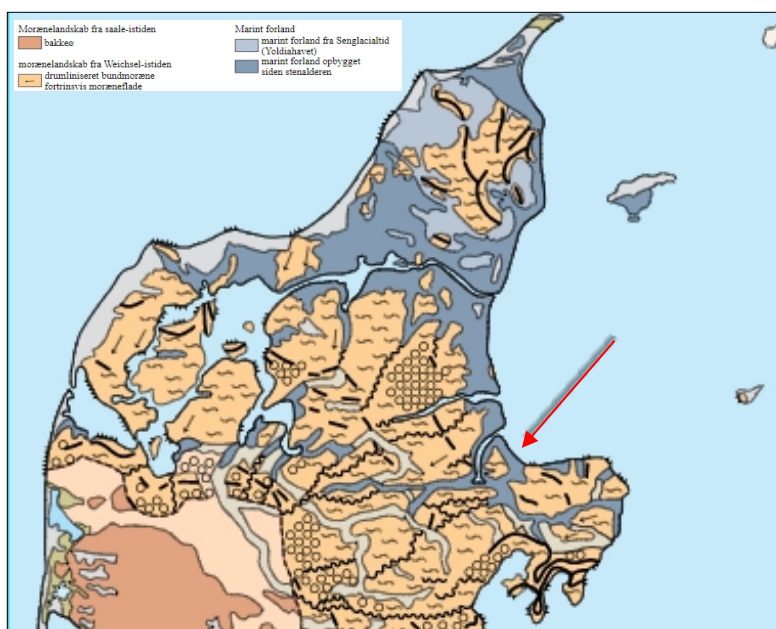 Morænelandskab fra saale-istiden
bakkeø
morænelandskab fra Weichsel-istiden
drumliniseret bundmoræne
fortrinsvis moræneflade
Marint forland
marint forland fra Senglacialtid
(Yoldiahavet)
marint forland opbygget
siden stenalderen